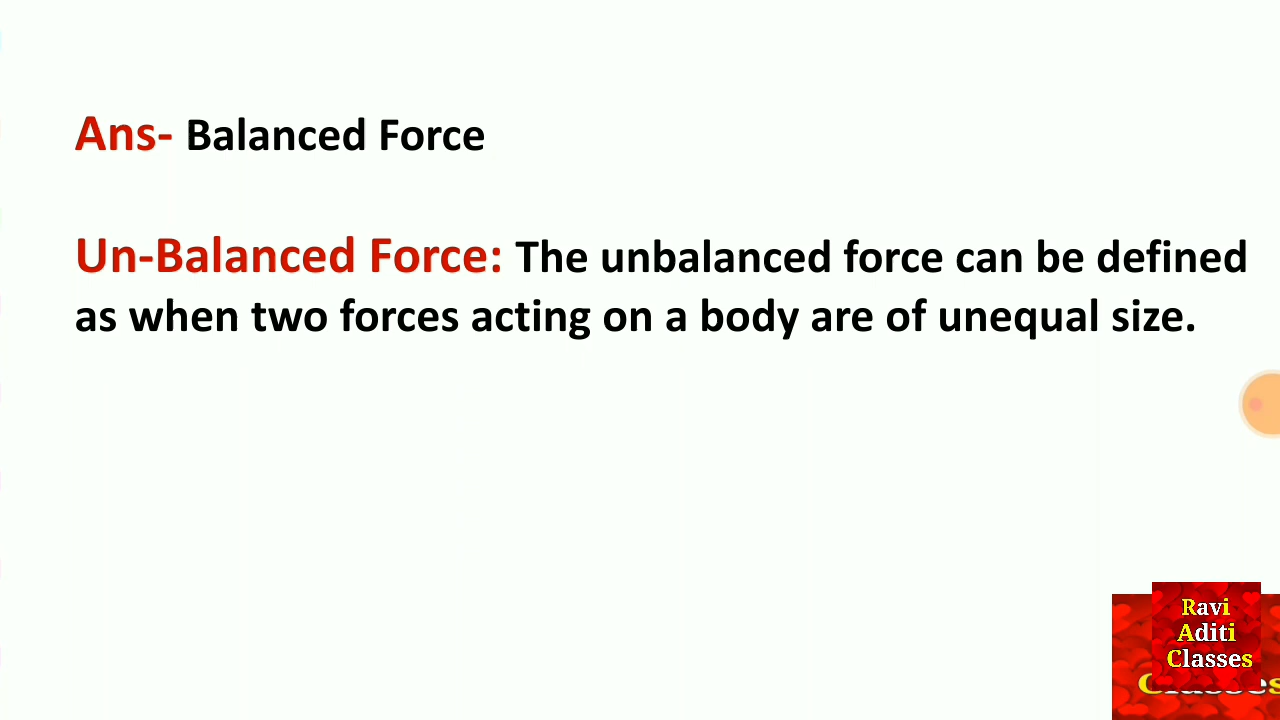 Ans- Balanced Force
Un-Balanced Force: The unbalanced force can be defined
as when two forces acting on a body are of unequal size.
Ravi
Aditi
Classes